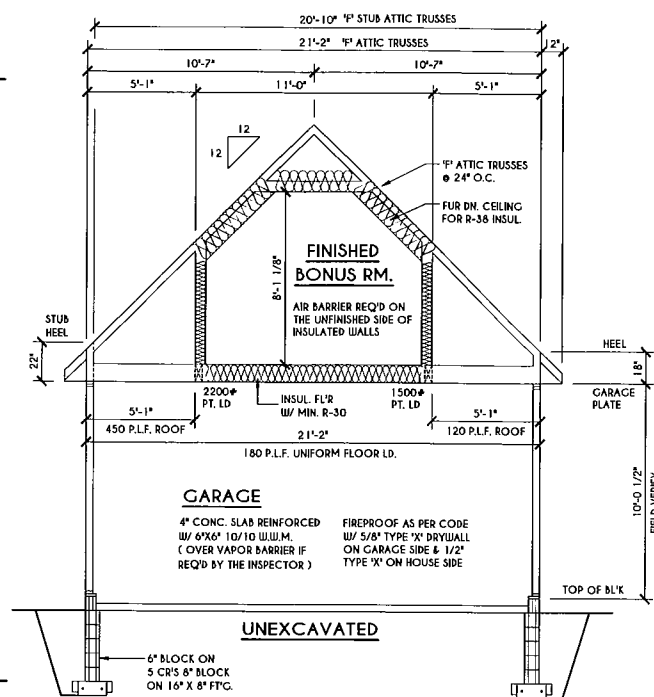 20'-10" 'F' STUB ATTIC TRUSSES
21'-2" 'F' ATTIC TRUSSES
2"
10'-7"
10'-7"
5'-1"
11'-0"
5'-1"
12
12
'F' ATTIC TRUSSES
@ 24" O.C.
FUR DN. CEILING
FOR R-38 INSUL.
FINISHED
BONUS RM.
8'-1 1/8"
AIR BARRIER REQ'D ON
THE UNFINISHED SIDE OF
INSULATED WALLS
STUB
HEEL
22"
HEEL
18"
GARAGE
PLATE
2200#
PT. LD
INSUL. FL'R
W/ MIN. R-30
1500#
PT. LD
5'-1"
450 P.L.F. ROOF
5'-1"
120 P.L.F. ROOF
21'-2"
180 P.L.F. UNIFORM FLOOR LD.
10'-0 1/2"
FIELD VERIFY
GARAGE
4" CONC. SLAB REINFORCED
W/ 6"X6" 10/10 W.W.M.
( OVER VAPOR BARRIER IF
REQ'D BY THE INSPECTOR )
FIREPROOF AS PER CODE
W/ 5/8" TYPE 'X' DRYWALL
ON GARAGE SIDE & 1/2"
TYPE 'X' ON HOUSE SIDE
TOP OF BL'K
UNEXCAVATED
6" BLOCK ON
5 CR'S 8" BLOCK
ON 16" X 8" FT'G.